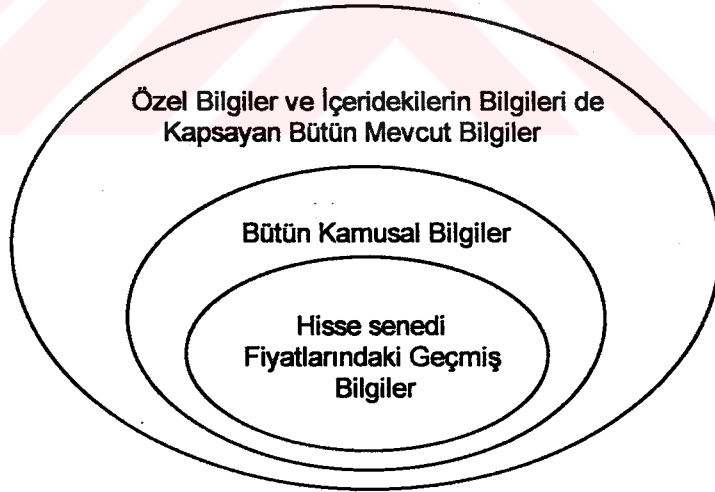 Özel Bilgiler ve İçeridekilerin Bilgileri de
Kapsayan Bütün Mevcut Bilgiler
Bütün Kamusal Bilgiler
Hisse senedi
Fiyatlarındaki Geçmiş
Bilgiler